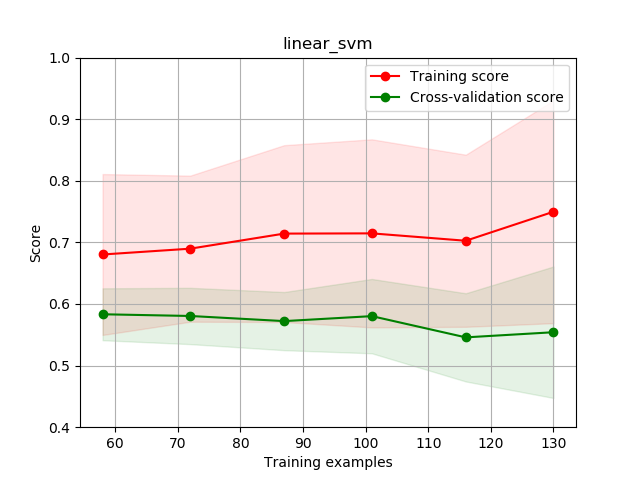 linear_svm
1.0
0.9
0.8
0.7
0.6
0.5
0.4
Score
Training score
Cross-validation score
60 70 80 90 100 110 120 130
Training examples